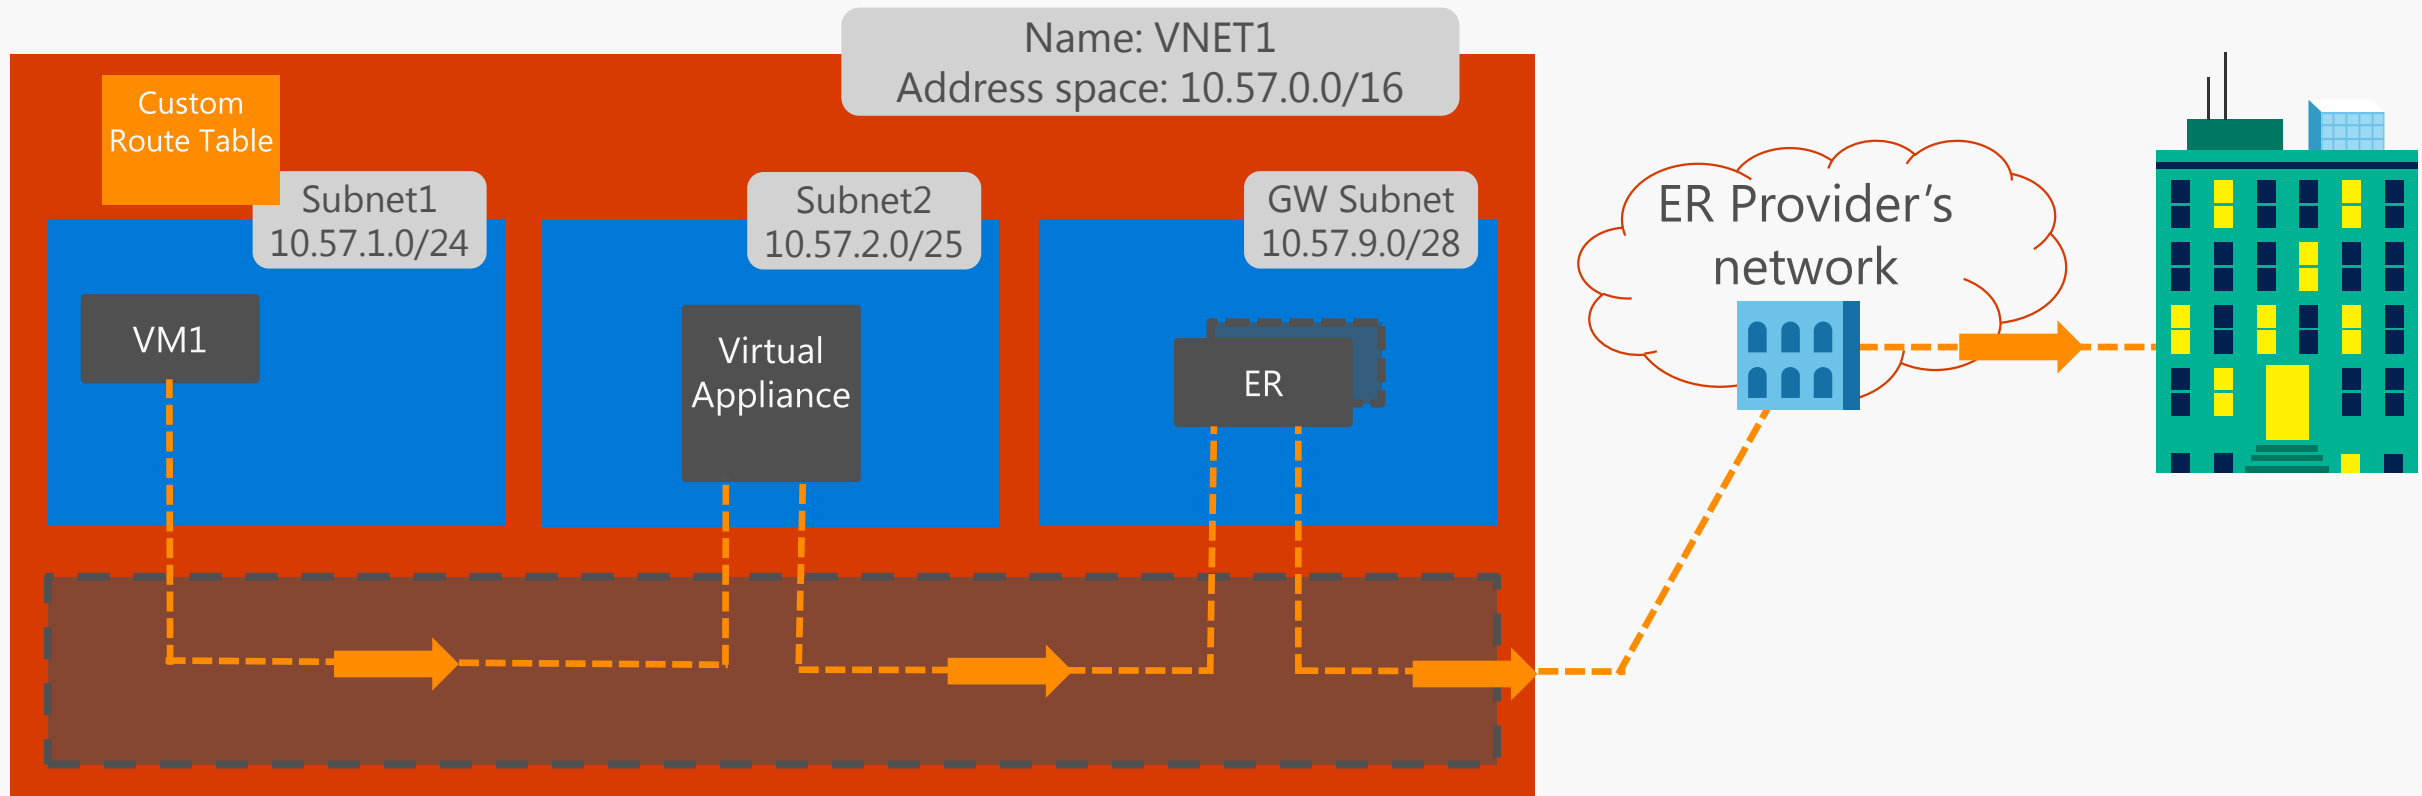 Name: VNET1
Address space: 10.57.0.0/16
Custom
Route Table
Subnet1
10.57.1.0/24
Subnet2
10.57.2.0/25
GW Subnet
10.57.9.0/28
VM1
Virtual
Appliance
ER
ER Provider’s
network